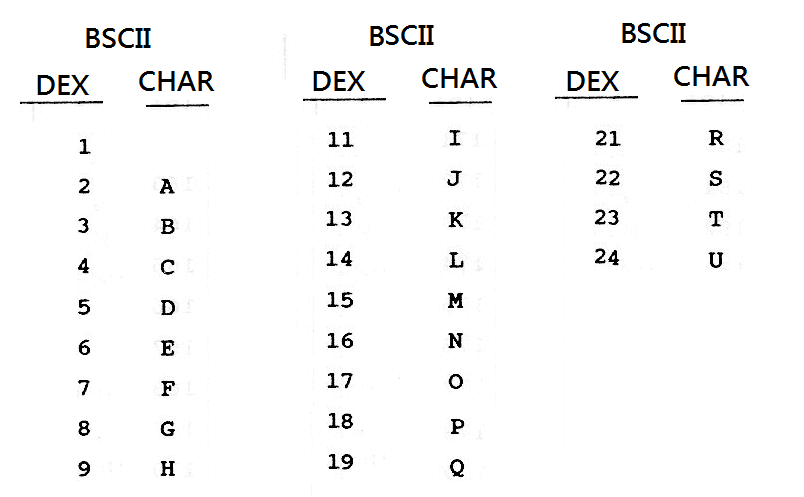 BSCII
DEX CHAR
1
2 A
3 B
4 C
5 D
6 E
7 F
8 G
9 H
BSCII
DEX CHAR
11 I
12 J
13 K
14 L
15 M
16 N
17 O
18 P
19 Q
BSCII
DEX CHAR
21 R
22 S
23 T
24 U